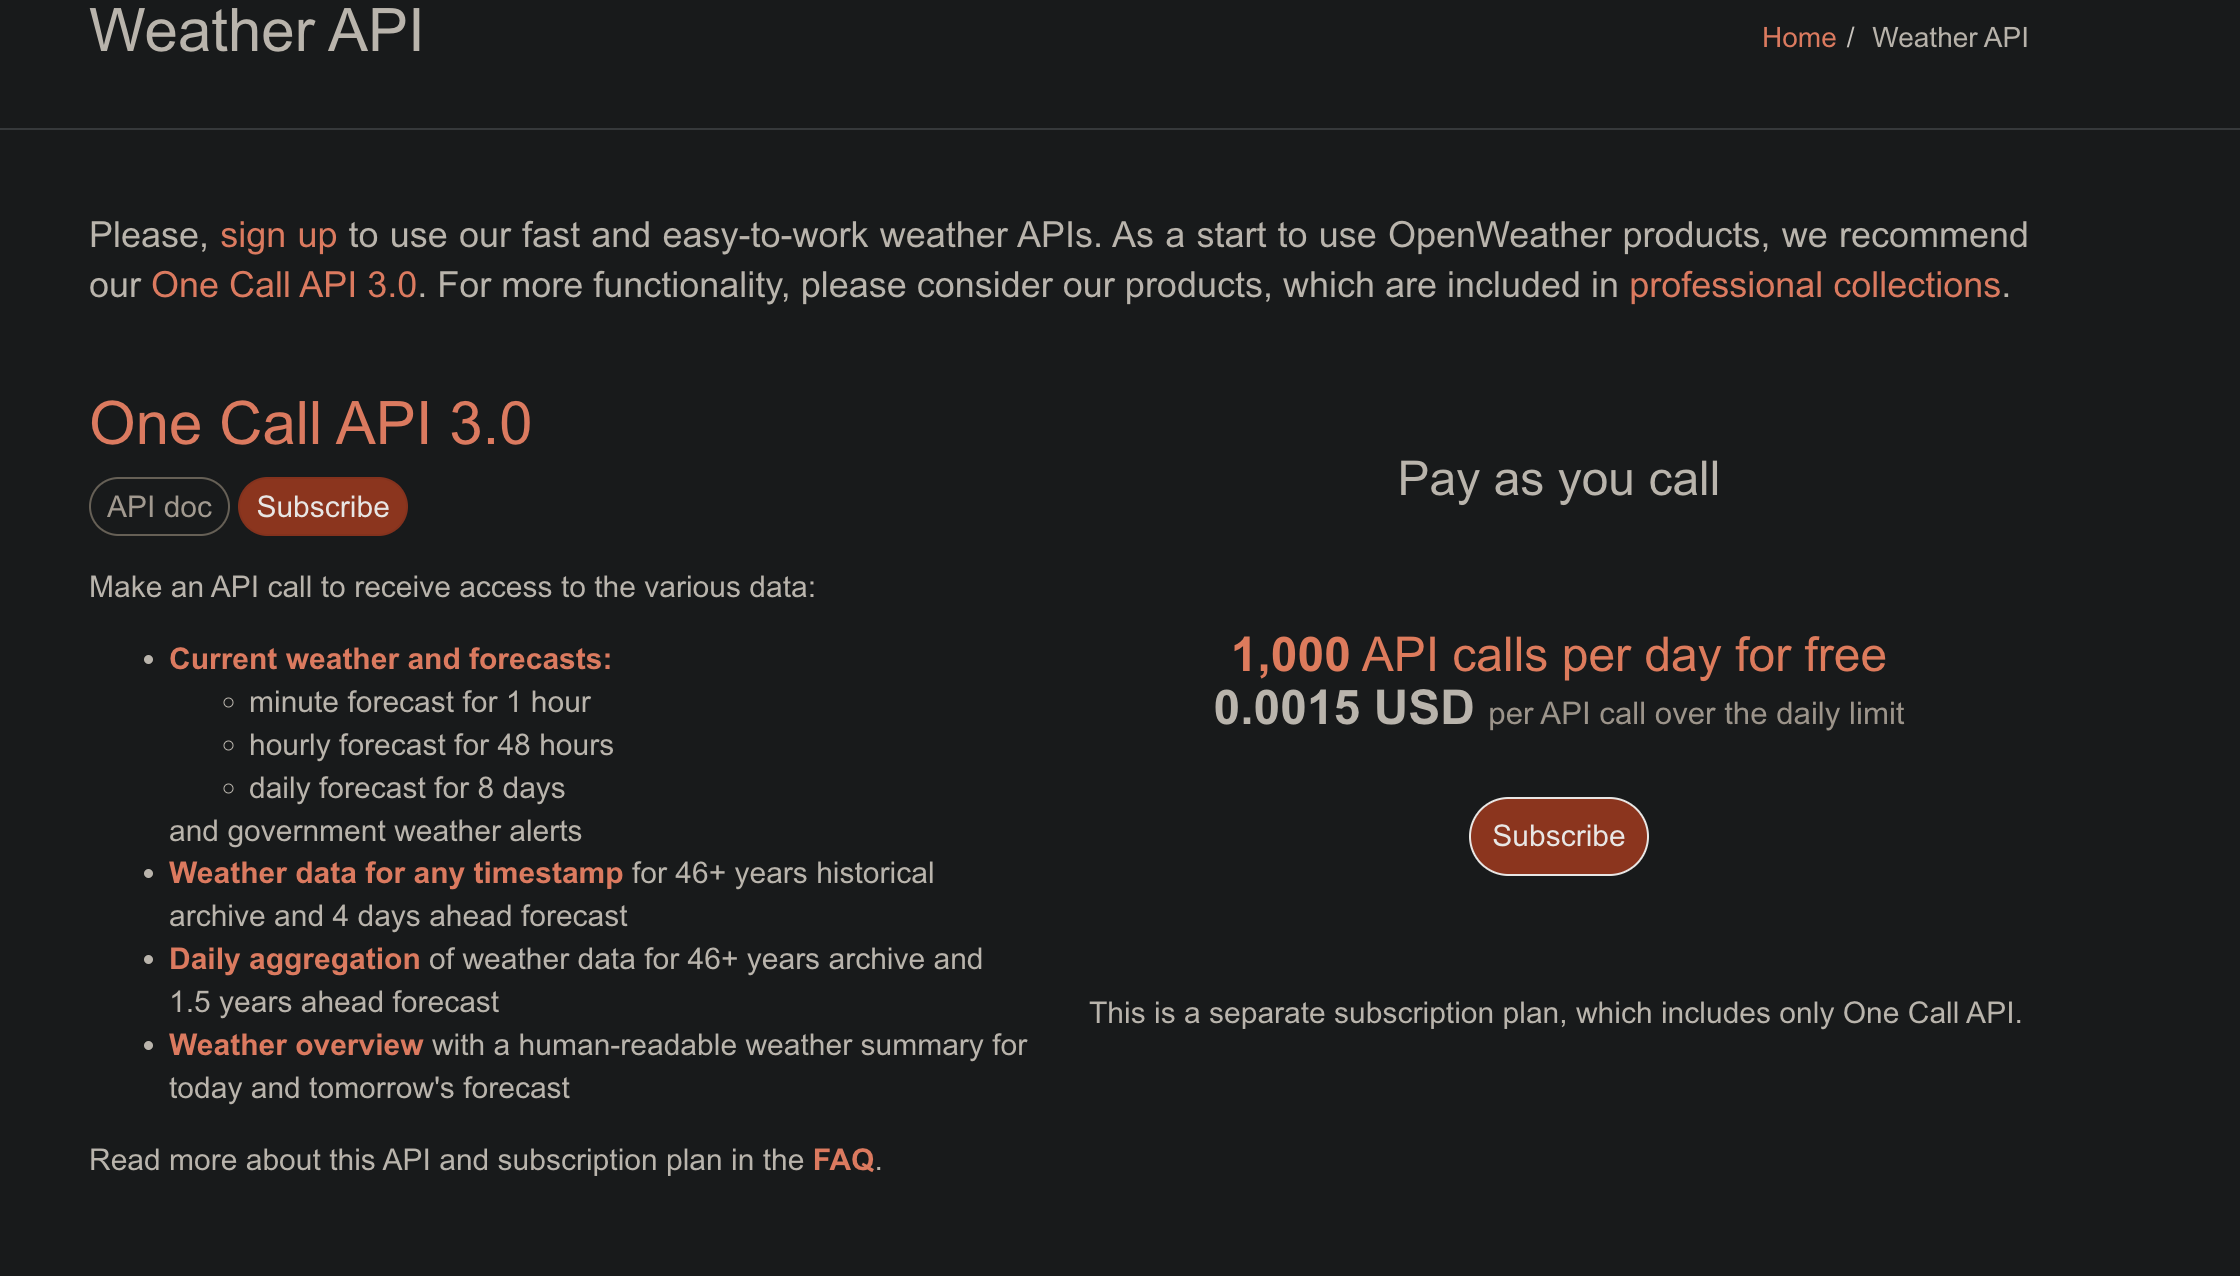 Weather API
Home / Weather API
Please, sign up to use our fast and easy-to-work weather APIs. As a start to use OpenWeather products, we recommend
our One Call API 3.0. For more functionality, please consider our products, which are included in professional collections.
One Call API 3.0
API doc Subscribe
Make an API call to receive access to the various data:
• Current weather and forecasts:
◦ minute forecast for 1 hour
◦ hourly forecast for 48 hours
◦ daily forecast for 8 days
and government weather alerts
• Weather data for any timestamp for 46+ years historical
archive and 4 days ahead forecast
• Daily aggregation of weather data for 46+ years archive and
1.5 years ahead forecast
• Weather overview with a human-readable weather summary for
today and tomorrow's forecast
Read more about this API and subscription plan in the FAQ.
Pay as you call
1,000 API calls per day for free
0.0015 USD per API call over the daily limit
Subscribe
This is a separate subscription plan, which includes only One Call API.